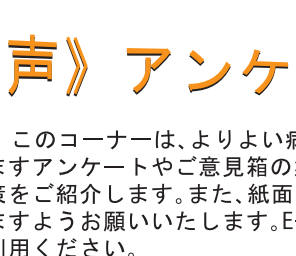 声》アンケ
このコーナーは、よりよい病
ますアンケートやご意見箱の
策をご紹介します。また、紙面
ますようお願いいたします。E
利用ください。